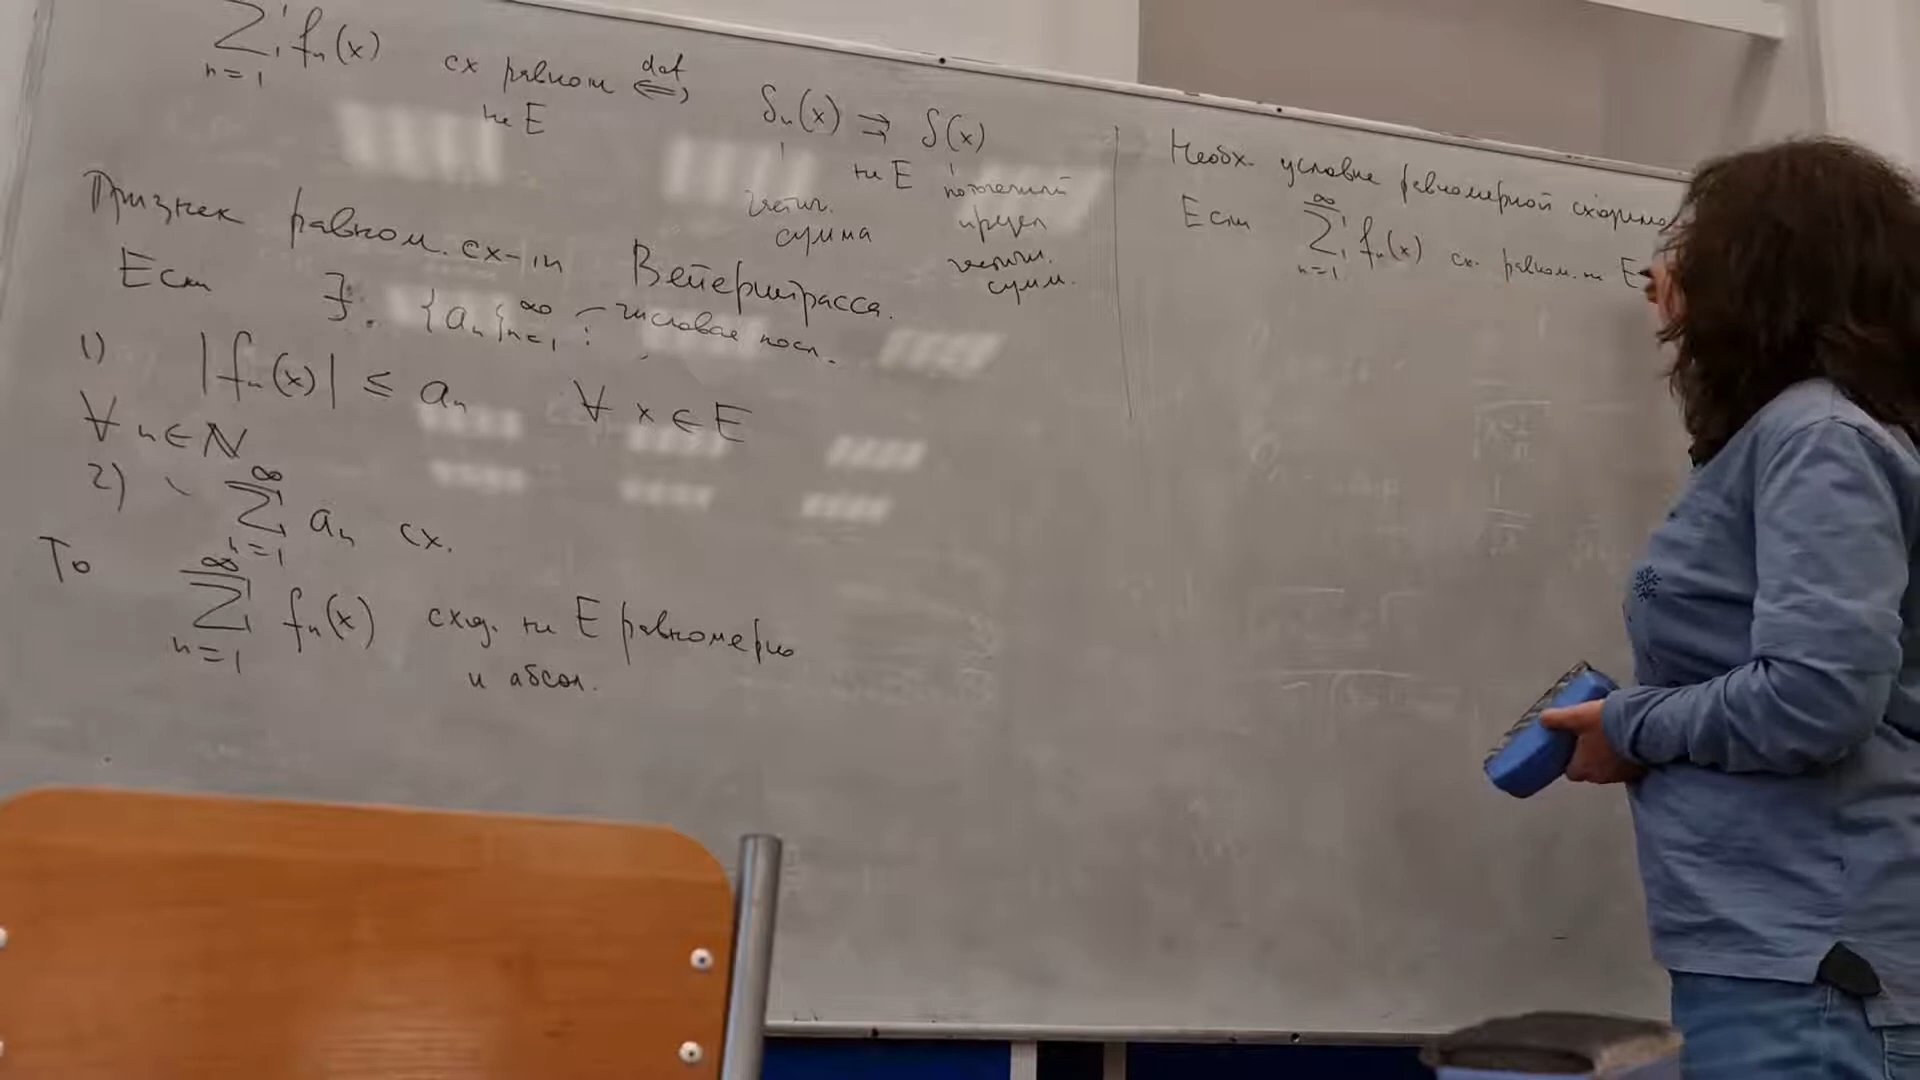 ∑ fₙ(x) сх равном ⟺ def
n=1 на E
Sₙ(x) ⇉ S(x)
на E
частич. сумма
поточечный предел частич. сумм.
Признак равном. сх-ти Вейерштрасса.
Если ∃ {aₙ}ₙ₌₁^∞ – числовая посл. :
1) |fₙ(x)| ≤ aₙ ∀ x ∈ E
∀ n ∈ ℕ
2) ∑ₙ₌₁^∞ aₙ сх.
То ∑ₙ₌₁^∞ fₙ(x) сход. на E равномерно
и абсол.
Необх. условие равномерной
Если ∑ₙ₌₁^∞ fₙ(x) сх. равном. на E